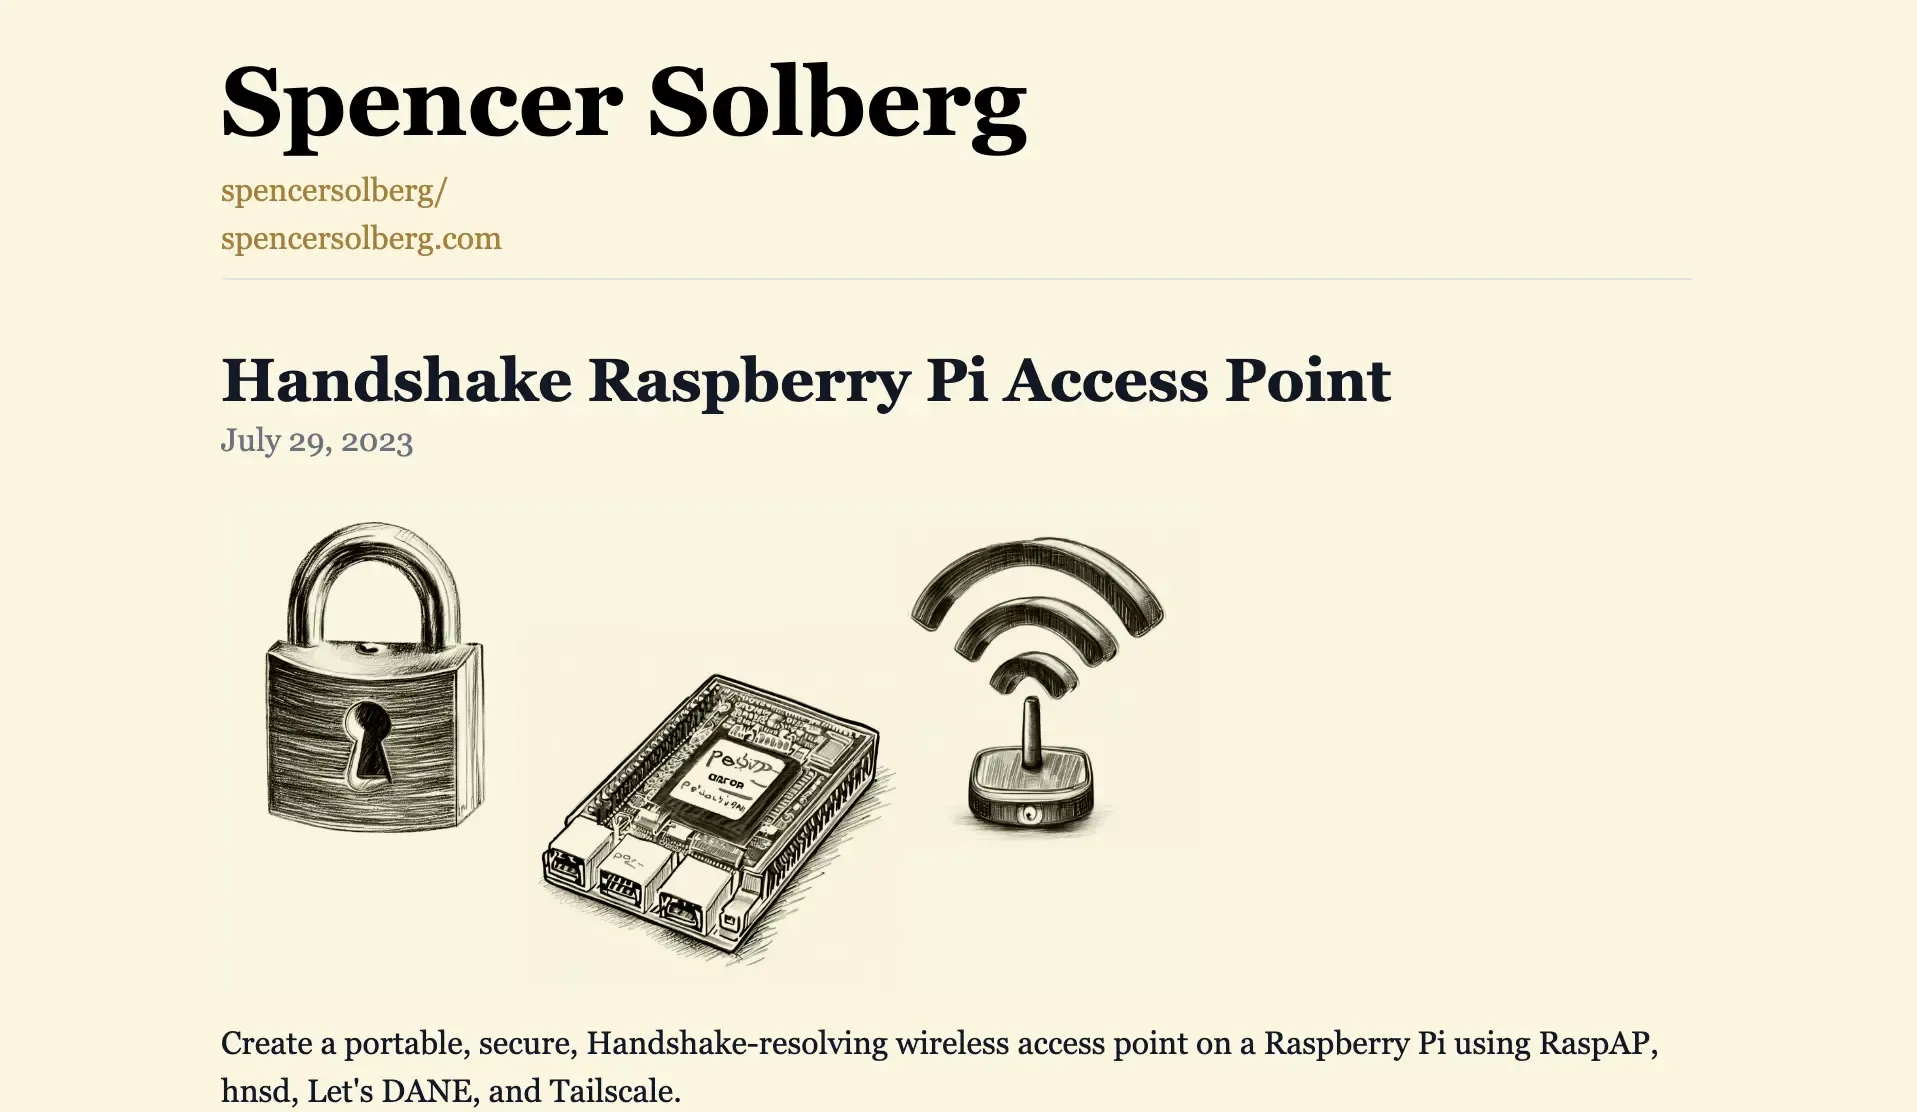 Spencer Solberg
spencersolberg/
spencersolberg.com
Handshake Raspberry Pi Access Point
July 29, 2023
Create a portable, secure, Handshake-resolving wireless access point on a Raspberry Pi using RaspAP,
hnsd, Let's DANE, and Tailscale.